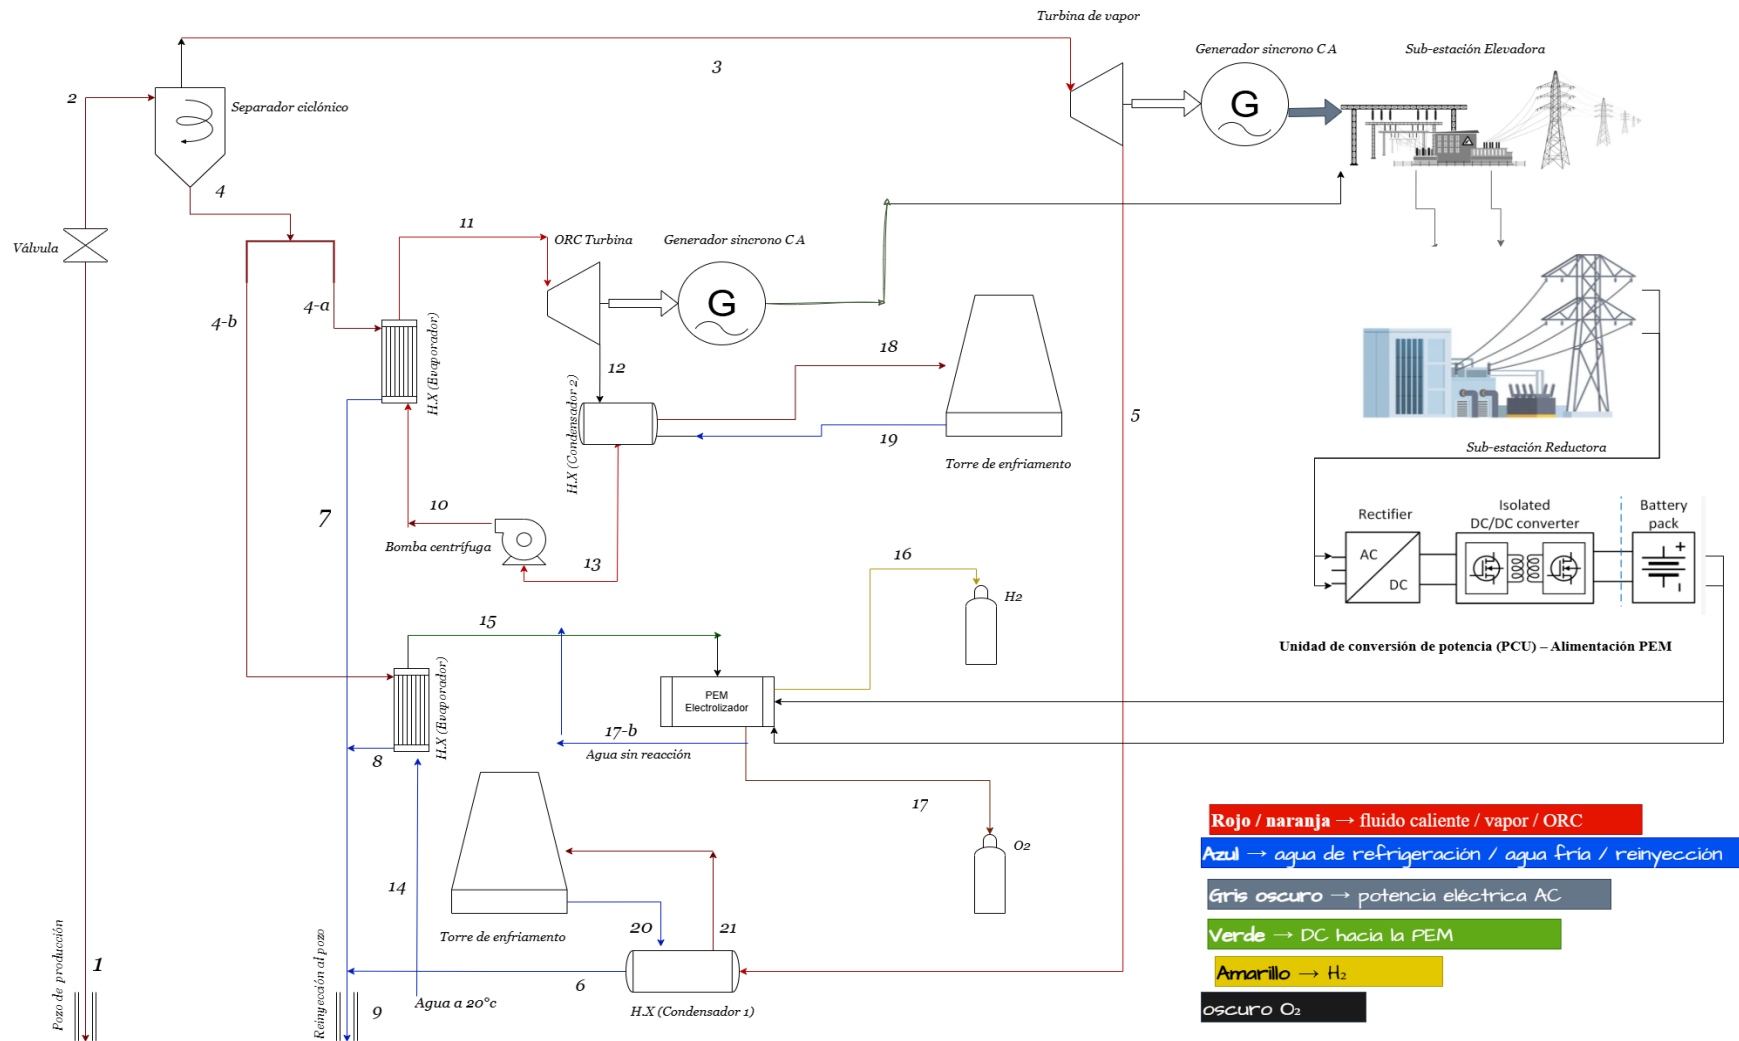 Turbina de vapor
3
Generador sincrono CA
Sub-estación Elevadora
2
Separador ciclónico
G
4
Válvula
11
ORC Turbina
Generador sincrono CA
4-b
4-a
H.X (Evaporador)
G
12
18
H.X (Condensador 2)
19
Torre de enfriamento
5
Sub-estación Reductora
7
10
Bomba centrífuga
13
16
H2
Rectifier
AC
DC
Isolated
DC/DC converter
Battery
pack
+
Unidad de conversión de potencia (PCU) – Alimentación PEM
15
H.X (Evaporador)
PEM
Electrolizador
17-b
Agua sin reacción
8
17
O2
14
Torre de enfriamento
20
21
6
H.X (Condensador 1)
Pozo de producción
1
Reinyección al pozo
9
Agua a 20°c
Rojo / naranja → fluido caliente / vapor / ORC
Azul → agua de refrigeración / agua fría / reinyección
Gris oscuro → potencia eléctrica AC
Verde → DC hacia la PEM
Amarillo → H₂
oscuro O₂